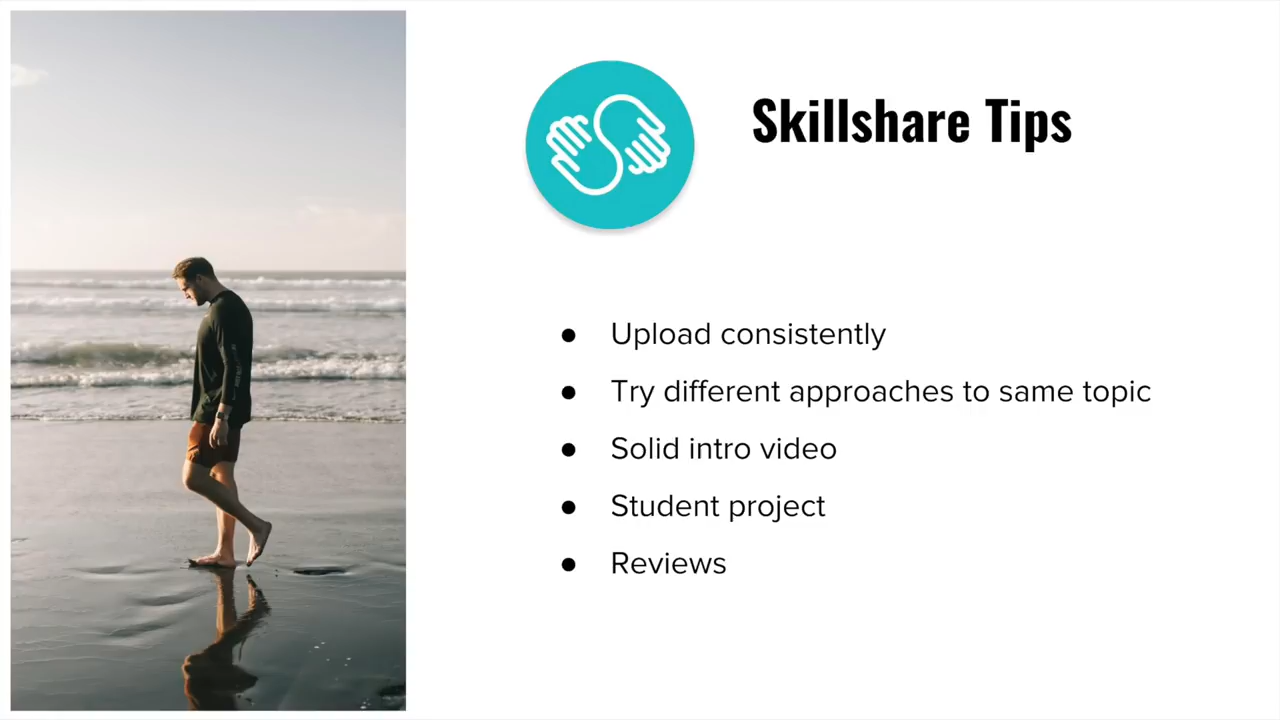 Skillshare Tips
● Upload consistently
● Try different approaches to same topic
● Solid intro video
● Student project
● Reviews